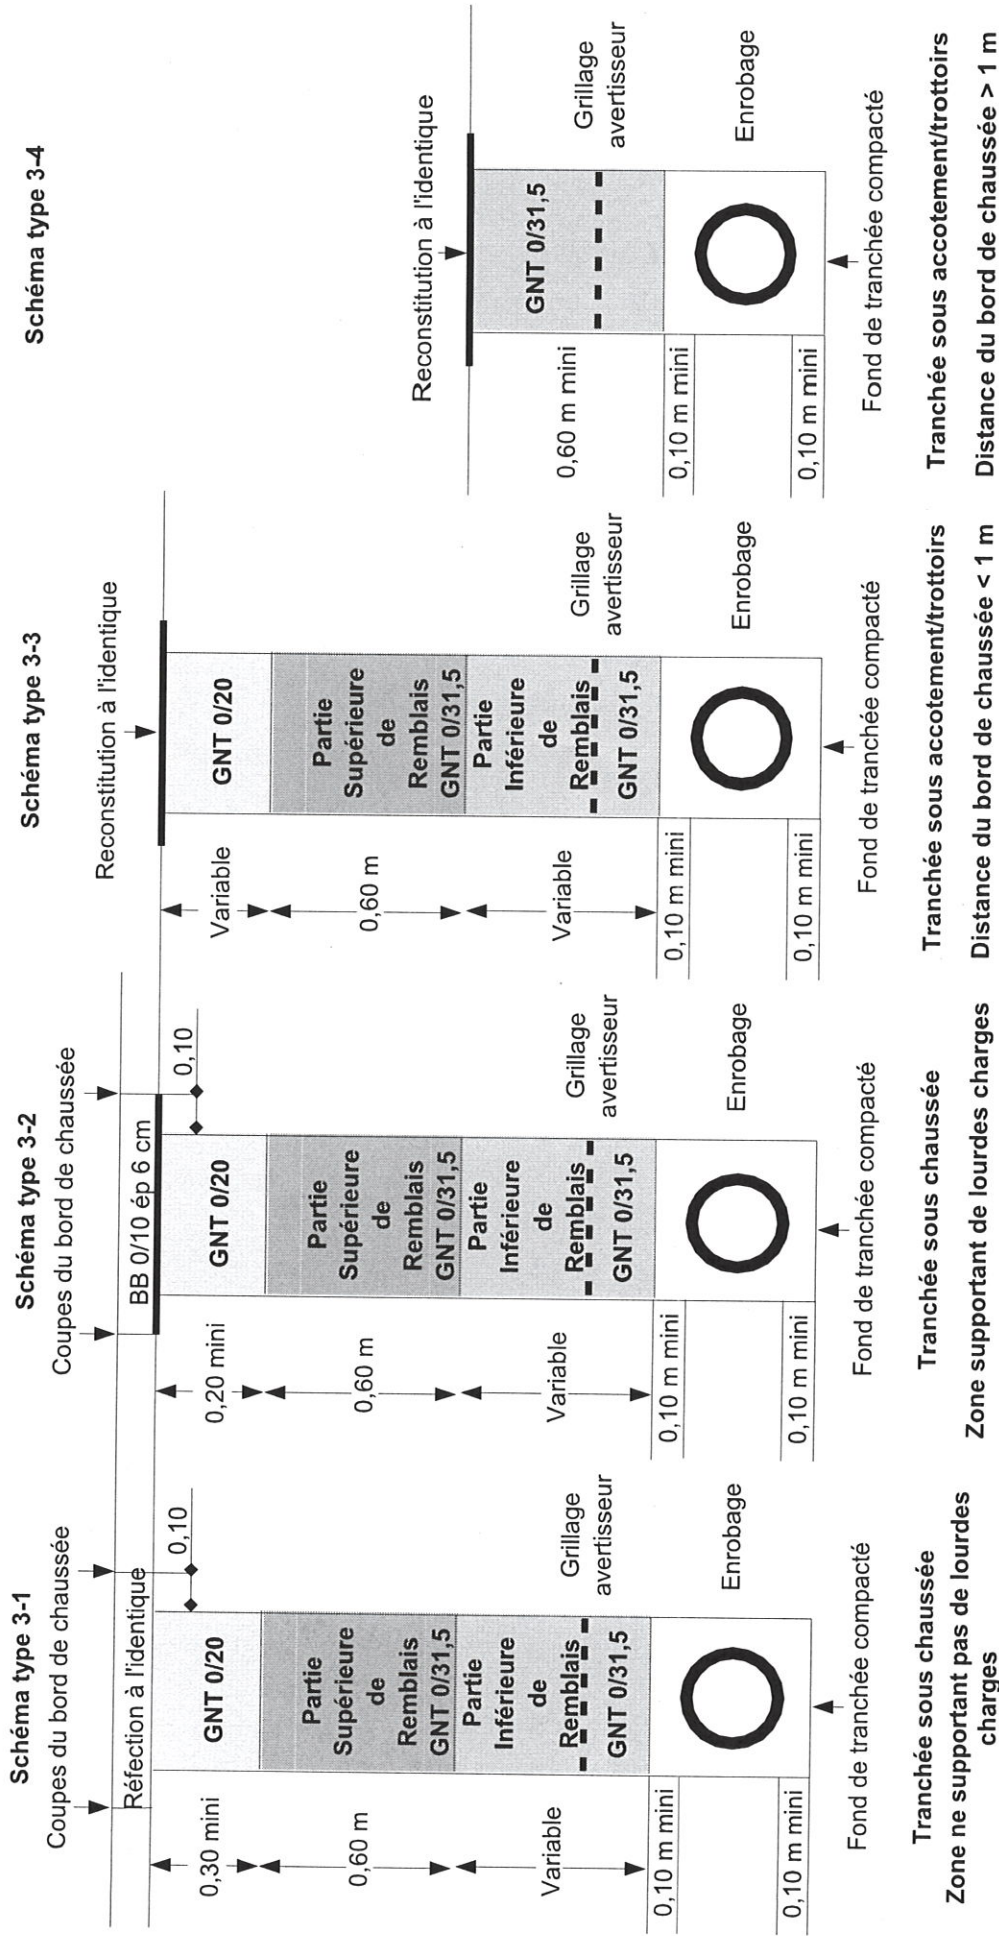 Schéma type 3-1
Coupes du bord de chaussée
Réfection à l'identique
0,10
0,30 mini
GNT 0/20
0,60 m
Partie
Supérieure
de
Remblais
GNT 0/31,5
Variable
Partie
Inférieure
de
Remblais
GNT 0/31,5
Grillage
avertisseur
0,10 m mini
Enrobage
0,10 m mini
Fond de tranchée compacté
Tranchée sous chaussée
Zone ne supportant pas de lourdes
charges
Schéma type 3-2
Coupes du bord de chaussée
BB 0/10 ép 6 cm
0,10
0,20 mini
GNT 0/20
0,60 m
Partie
Supérieure
de
Remblais
GNT 0/31,5
Variable
Partie
Inférieure
de
Remblais
GNT 0/31,5
Grillage
avertisseur
0,10 m mini
Enrobage
0,10 m mini
Fond de tranchée compacté
Tranchée sous chaussée
Zone supportant de lourdes charges
Schéma type 3-3
Reconstitution à l'identique
Variable
GNT 0/20
0,60 m
Partie
Supérieure
de
Remblais
GNT 0/31,5
Variable
Partie
Inférieure
de
Remblais
GNT 0/31,5
Grillage
avertisseur
0,10 m mini
Enrobage
0,10 m mini
Fond de tranchée compacté
Tranchée sous accotement/trottoirs
Distance du bord de chaussée < 1 m
Schéma type 3-4
Reconstitution à l'identique
0,60 m mini
GNT 0/31,5
Grillage
avertisseur
0,10 m mini
Enrobage
0,10 m mini
Fond de tranchée compacté
Tranchée sous accotement/trottoirs
Distance du bord de chaussée > 1 m